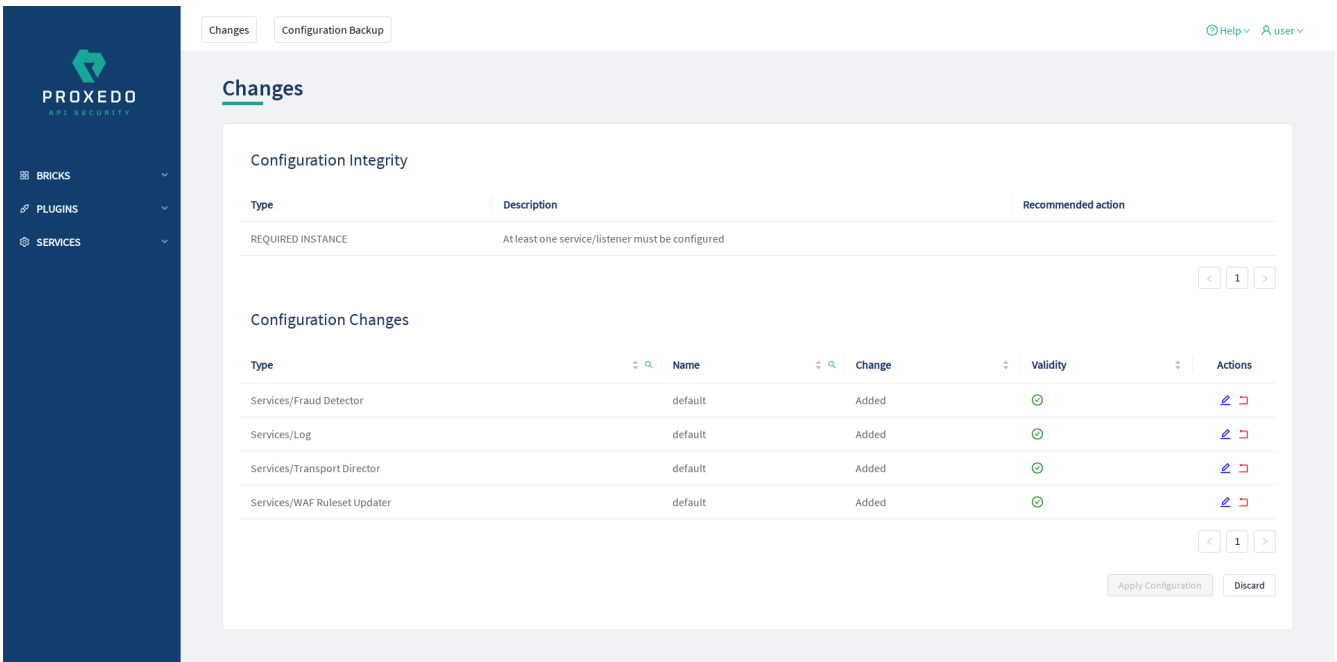 Changes Configuration Backup Help user
PROXEDO
API SECURITY
BRICKS
PLUGINS
SERVICES
Changes
Configuration Integrity
Type Description Recommended action
REQUIRED INSTANCE At least one service/listener must be configured
< 1 >
Configuration Changes
Type Name Change Validity Actions
Services/Fraud Detector default Added
Services/Log default Added
Services/Transport Director default Added
Services/WAF Ruleset Updater default Added
< 1 >
Apply Configuration Discard